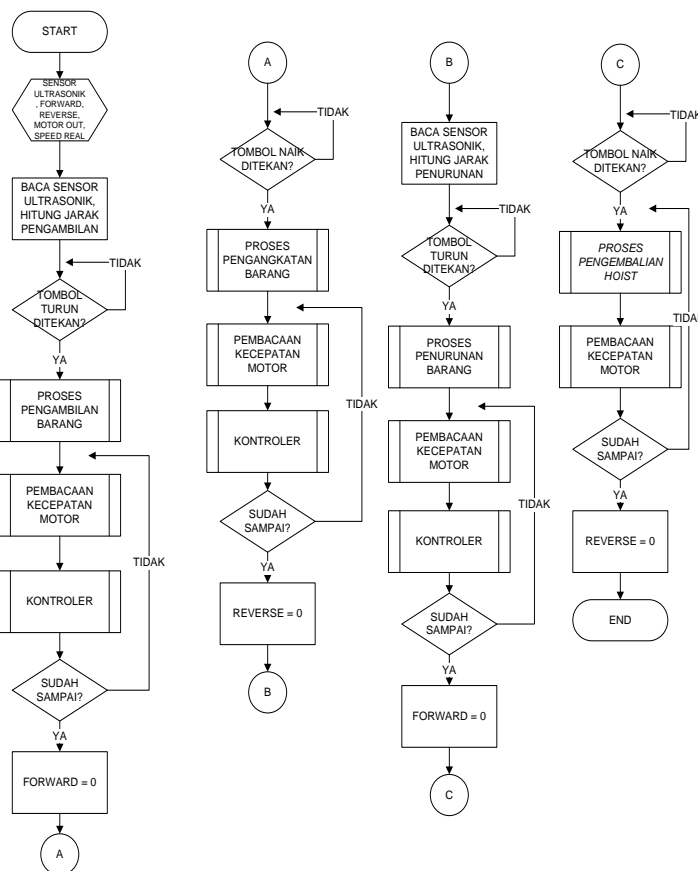 START
SENSOR
ULTRASONIK
, FORWARD,
REVERSE,
MOTOR OUT,
SPEED REAL
BACA SENSOR
ULTRASONIK,
HITUNG JARAK
PENGAMBILAN
TIDAK
TOMBOL
TURUN
DITEKAN?
YA
PROSES
PENGAMBILAN
BARANG
PEMBACAAN
KECEPATAN
MOTOR
TIDAK
KONTROLER
SUDAH
SAMPAI?
YA
FORWARD = 0
A
A
TIDAK
TOMBOL NAIK
DITEKAN?
YA
PROSES
PENGANGKATAN
BARANG
PEMBACAAN
KECEPATAN
MOTOR
TIDAK
KONTROLER
SUDAH
SAMPAI?
YA
REVERSE = 0
B
B
BACA SENSOR
ULTRASONIK,
HITUNG JARAK
PENURUNAN
TIDAK
TOMBOL
TURUN
DITEKAN?
YA
PROSES
PENURUNAN
BARANG
PEMBACAAN
KECEPATAN
MOTOR
TIDAK
KONTROLER
SUDAH
SAMPAI?
YA
FORWARD = 0
C
C
TIDAK
TOMBOL NAIK
DITEKAN?
YA
PROSES
PENGEMBALIAN
HOIST
TIDAK
PEMBACAAN
KECEPATAN
MOTOR
SUDAH
SAMPAI?
YA
REVERSE = 0
END